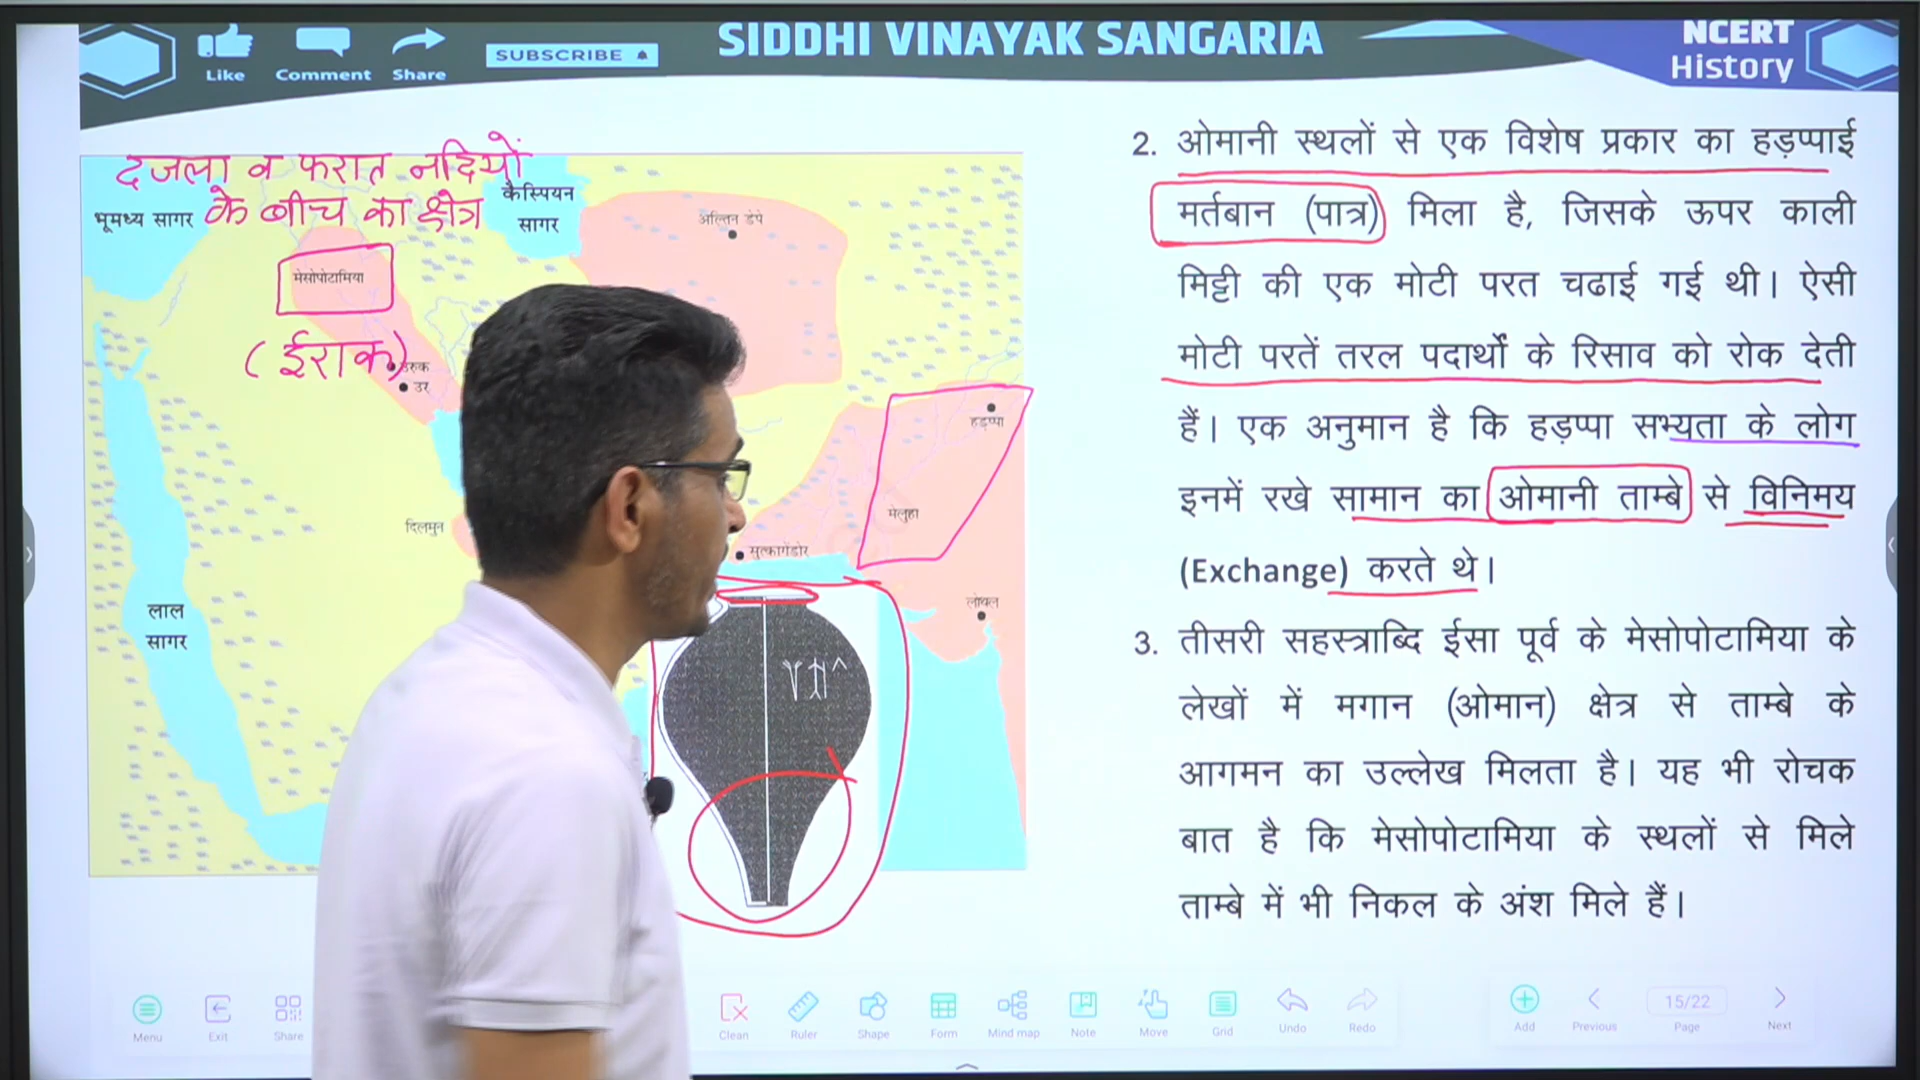 SIDDHI VINAYAK SANGARIA
NCERT
History
Like
Comment
Share
SUBSCRIBE
दजला व फरात नदियों
के बीच का क्षेत्र
भूमध्य सागर
कैस्पियन
सागर
अल्तिन डेपे
मेसोपोटामिया
(ईराक)
उरुक
उर
हड़प्पा
मेलुहा
दिलमुन
सुत्कागेंडोर
लोथल
लाल
सागर
2. ओमानी स्थलों से एक विशेष प्रकार का हड़प्पाई
मर्तबान (पात्र) मिला है, जिसके ऊपर काली
मिट्टी की एक मोटी परत चढाई गई थी। ऐसी
मोटी परतें तरल पदार्थों के रिसाव को रोक देती
हैं। एक अनुमान है कि हड़प्पा सभ्यता के लोग
इनमें रखे सामान का ओमानी ताम्बे से विनिमय
(Exchange) करते थे।
3. तीसरी सहस्त्राब्दि ईसा पूर्व के मेसोपोटामिया के
लेखों में मगान (ओमान) क्षेत्र से ताम्बे के
आगमन का उल्लेख मिलता है। यह भी रोचक
बात है कि मेसोपोटामिया के स्थलों से मिले
ताम्बे में भी निकल के अंश मिले हैं।
Menu
Exit
Share
Clean
Ruler
Shape
Form
Mind map
Note
Move
Grid
Undo
Redo
Add
Previous
15/22
Page
Next